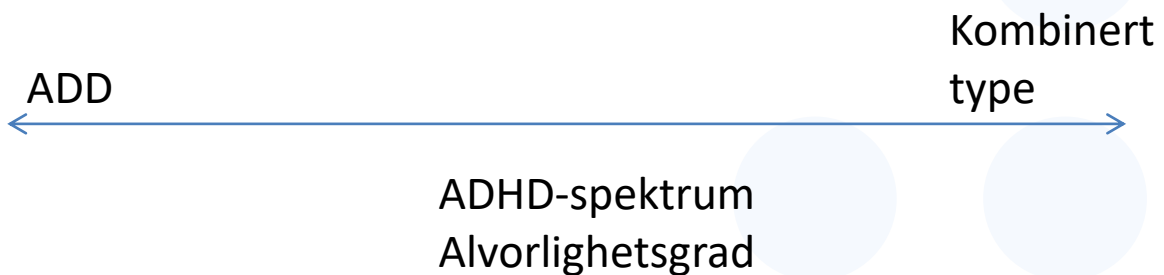 ADD
Kombinert
type
ADHD-spektrum
Alvorlighetsgrad